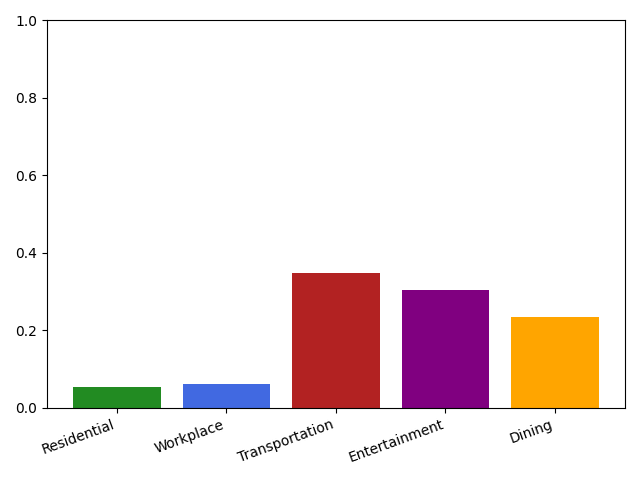 1.0
0.8
0.6
0.4
0.2
0.0
Residential
Workplace
Transportation
Entertainment
Dining